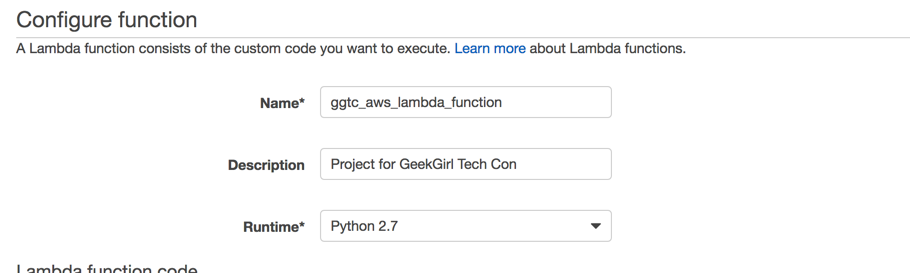 Configure function
A Lambda function consists of the custom code you want to execute. Learn more about Lambda functions.
Name* ggtc_aws_lambda_function
Description Project for GeekGirl Tech Con
Runtime* Python 2.7
Lambda function code